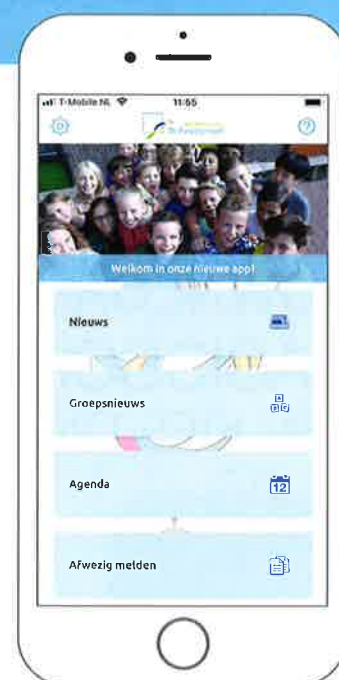 T-Mobile NL
11:55
Welkom in onze nieuwe app!
Nieuws
Groepsnieuws
A
B C
Agenda
12
Afwezig melden